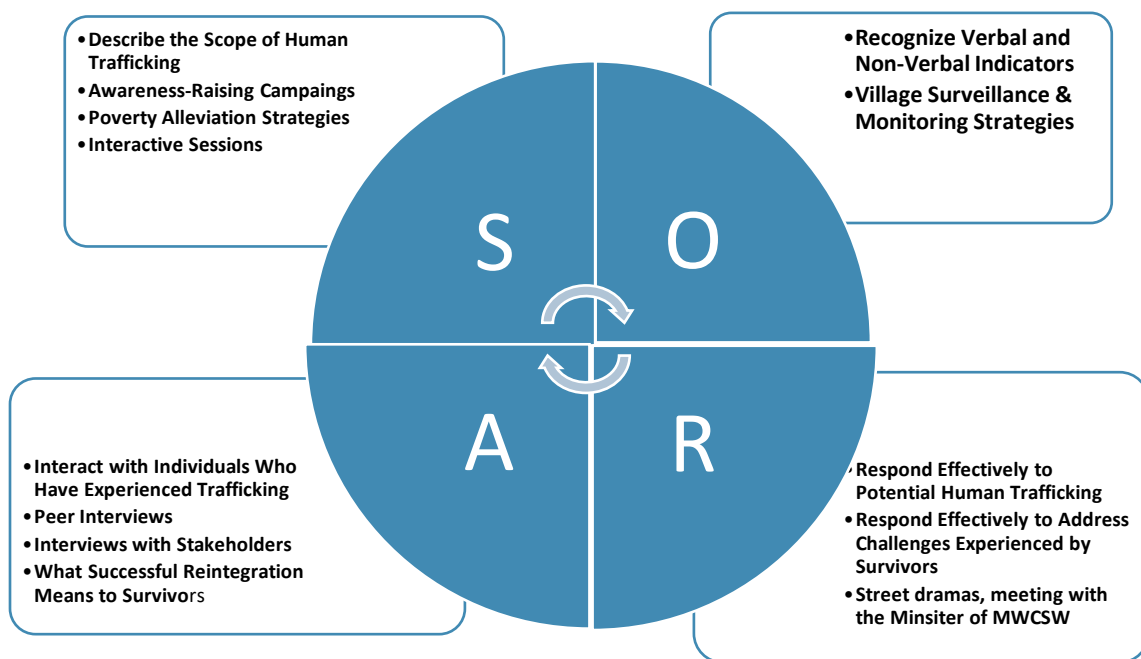 •Describe the Scope of Human
Trafficking
•Awareness-Raising Campaings
•Poverty Alleviation Strategies
•Interactive Sessions
•Recognize Verbal and
Non-Verbal Indicators
•Village Surveillance &
Monitoring Strategies
S
O
A
R
•Interact with Individuals Who
Have Experienced Trafficking
•Peer Interviews
•Interviews with Stakeholders
•What Successful Reintegration
Means to Survivors
•Respond Effectively to
Potential Human Trafficking
•Respond Effectively to Address
Challenges Experienced by
Survivors
•Street dramas, meeting with
the Minsiter of MWCSW